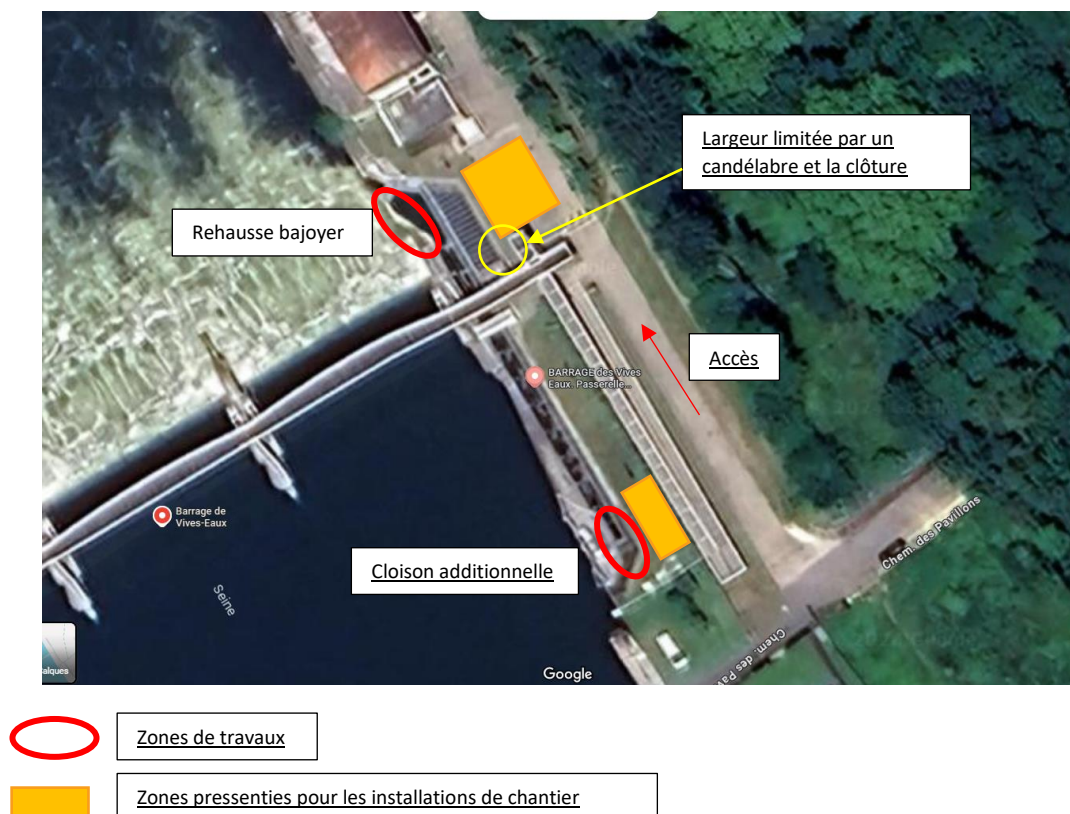 Largeur limitée par un
candélabre et la clôture
Rehausse bajoyer
Accès
BARRAGE des Vives
Eaux. Passerelle...
Barrage de
Vives-Eaux
Cloison additionnelle
Seine
Chem. des Pavillons
Chem. des Pav
alques
Google
Zones de travaux
Zones pressenties pour les installations de chantier